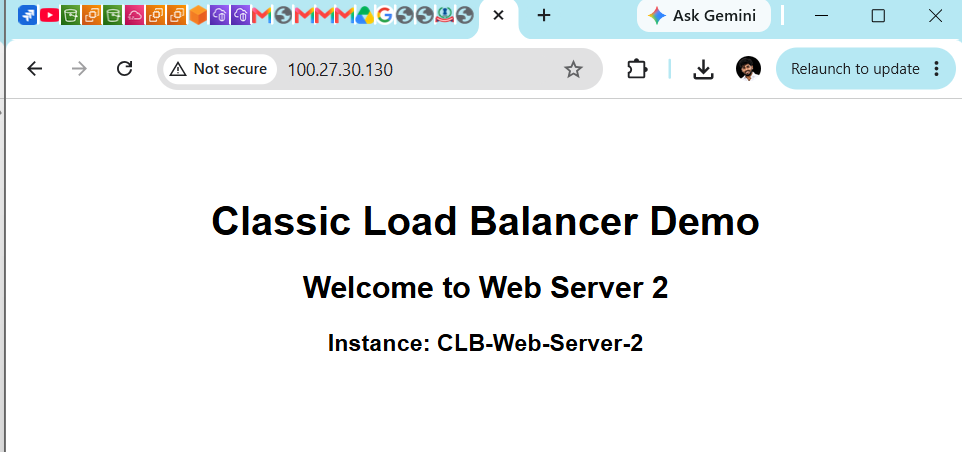 Ask Gemini
Not secure
100.27.30.130
Relaunch to update
Classic Load Balancer Demo
Welcome to Web Server 2
Instance: CLB-Web-Server-2